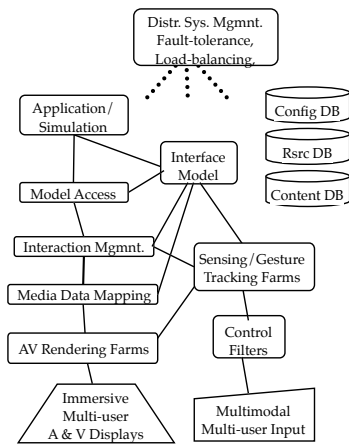 Distr. Sys. Mgmnt.
Fault-tolerance,
Load-balancing,
Application/
Simulation
Config DB
Interface
Model
Rsrc DB
Model Access
Content DB
Interaction Mgmnt.
Sensing/Gesture
Tracking Farms
Media Data Mapping
AV Rendering Farms
Control
Filters
Immersive
Multi-user
A & V Displays
Multimodal
Multi-user Input